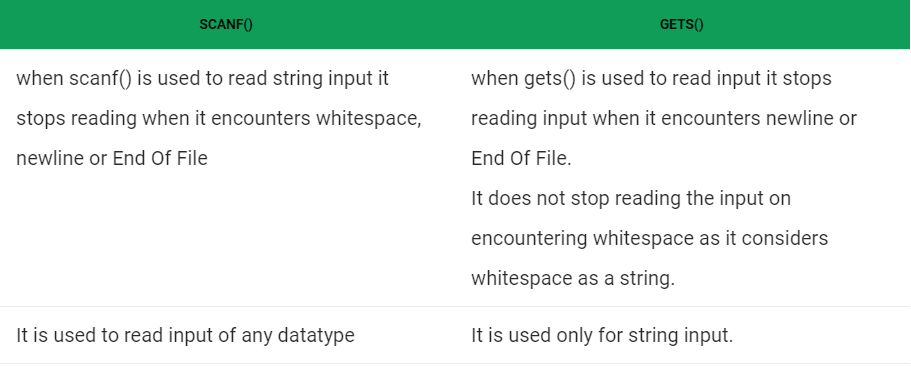 SCANF()
GETS()
when scanf() is used to read string input it
stops reading when it encounters whitespace,
newline or End Of File
when gets() is used to read input it stops
reading input when it encounters newline or
End Of File.
It does not stop reading the input on
encountering whitespace as it considers
whitespace as a string.
It is used to read input of any datatype
It is used only for string input.